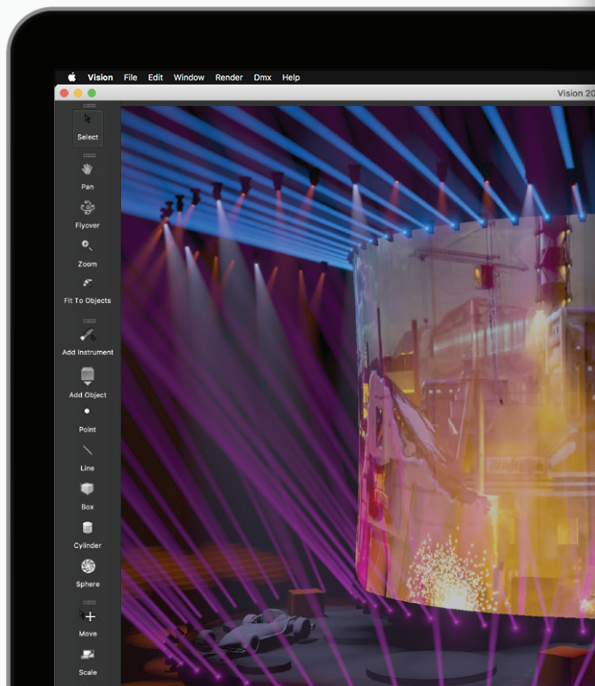 Vision File Edit Window Render Dmx Help
Vision 20
Select
Pan
Flyover
Zoom
Fit To Objects
Add Instrument
Add Object
Point
Line
Box
Cylinder
Sphere
Move
Scale